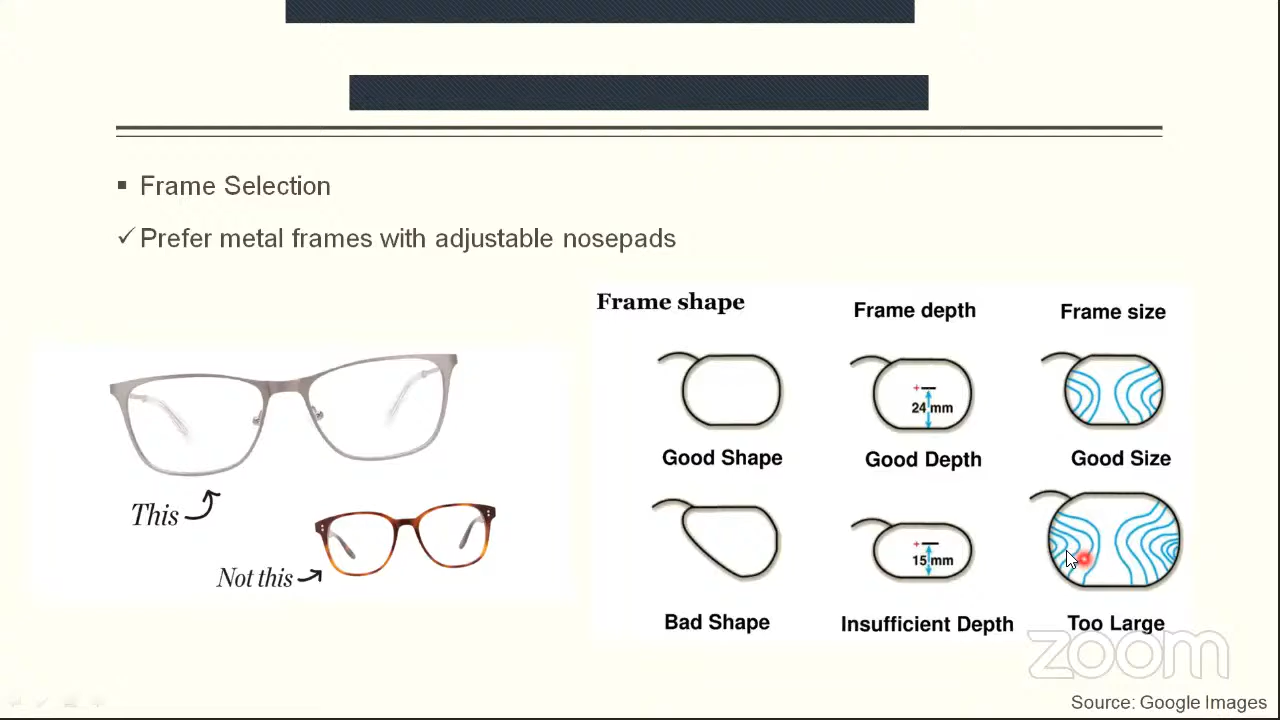 Frame Selection
Prefer metal frames with adjustable nosepads
This
Not this
Frame shape
Frame depth
Frame size
24 mm
Good Shape
Good Depth
Good Size
15 mm
Bad Shape
Insufficient Depth
Too Large
zoom
Source: Google Images